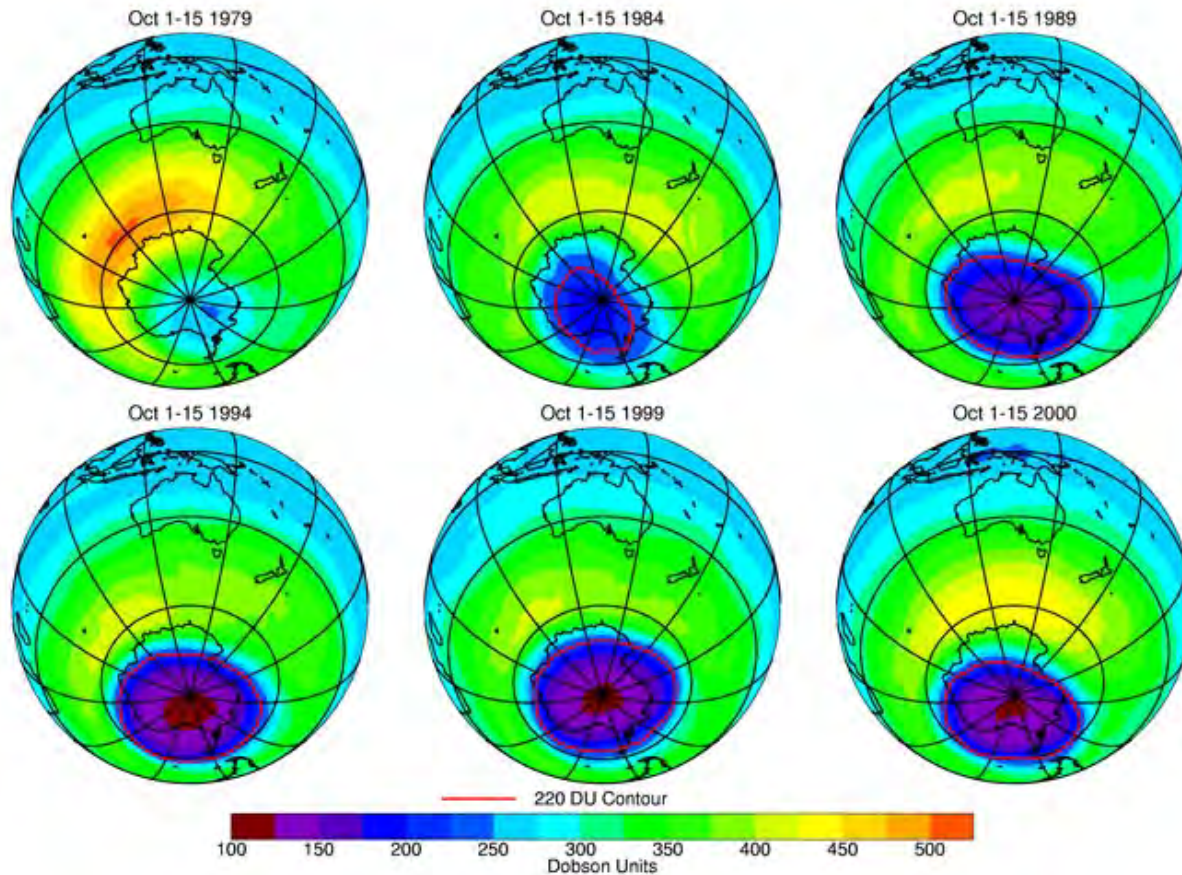 Oct 1-15 1979
Oct 1-15 1984
Oct 1-15 1989
Oct 1-15 1994
Oct 1-15 1999
Oct 1-15 2000
220 DU Contour
100 150 200 250 300 350 400 450 500
Dobson Units